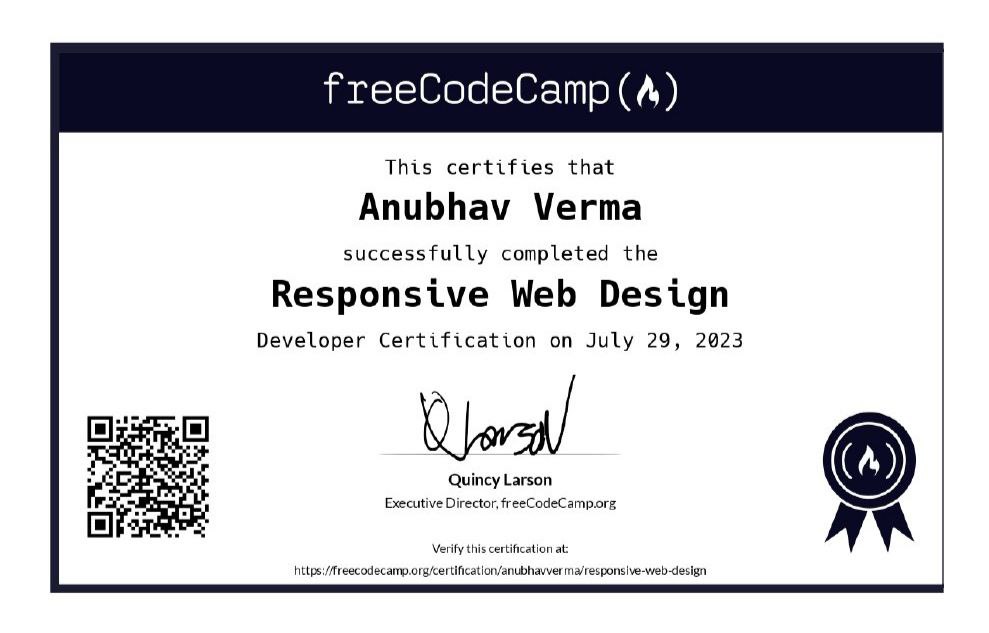 freeCodeCamp
This certifies that
Anubhav Verma
successfully completed the
Responsive Web Design
Developer Certification on July 29, 2023
Q Larson
Quincy Larson
Executive Director, freeCodeCamp.org
Verify this certification at:
https://freecodecamp.org/certification/anubhavverma/responsive-web-design